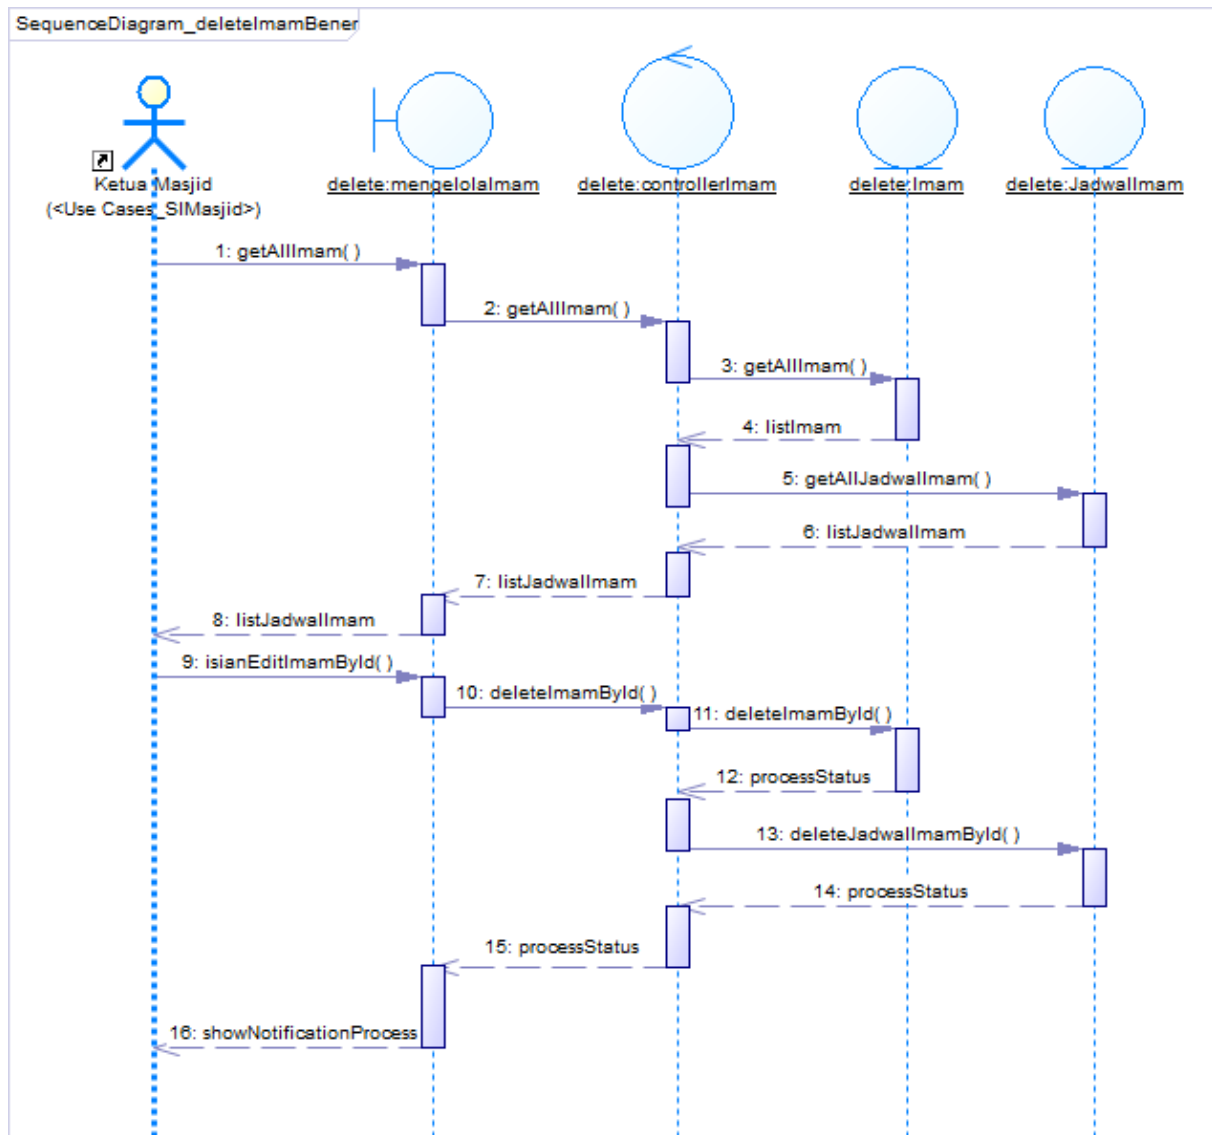 SequenceDiagram_deleteImamBener
Ketua Masjid
(<Use Cases_SIMasjid>)
delete:mengelolaImam
delete:controllerImam
delete:Imam
delete:JadwalImam
1: getAllImam( )
2: getAllImam( )
3: getAllImam( )
4: listImam
5: getAllJadwalImam( )
6: listJadwalImam
7: listJadwalImam
8: listJadwalImam
9: isianEditImamById( )
10: deleteImamById( )
11: deleteImamById( )
12: processStatus
13: deleteJadwalImamById( )
14: processStatus
15: processStatus
16: showNotificationProcess